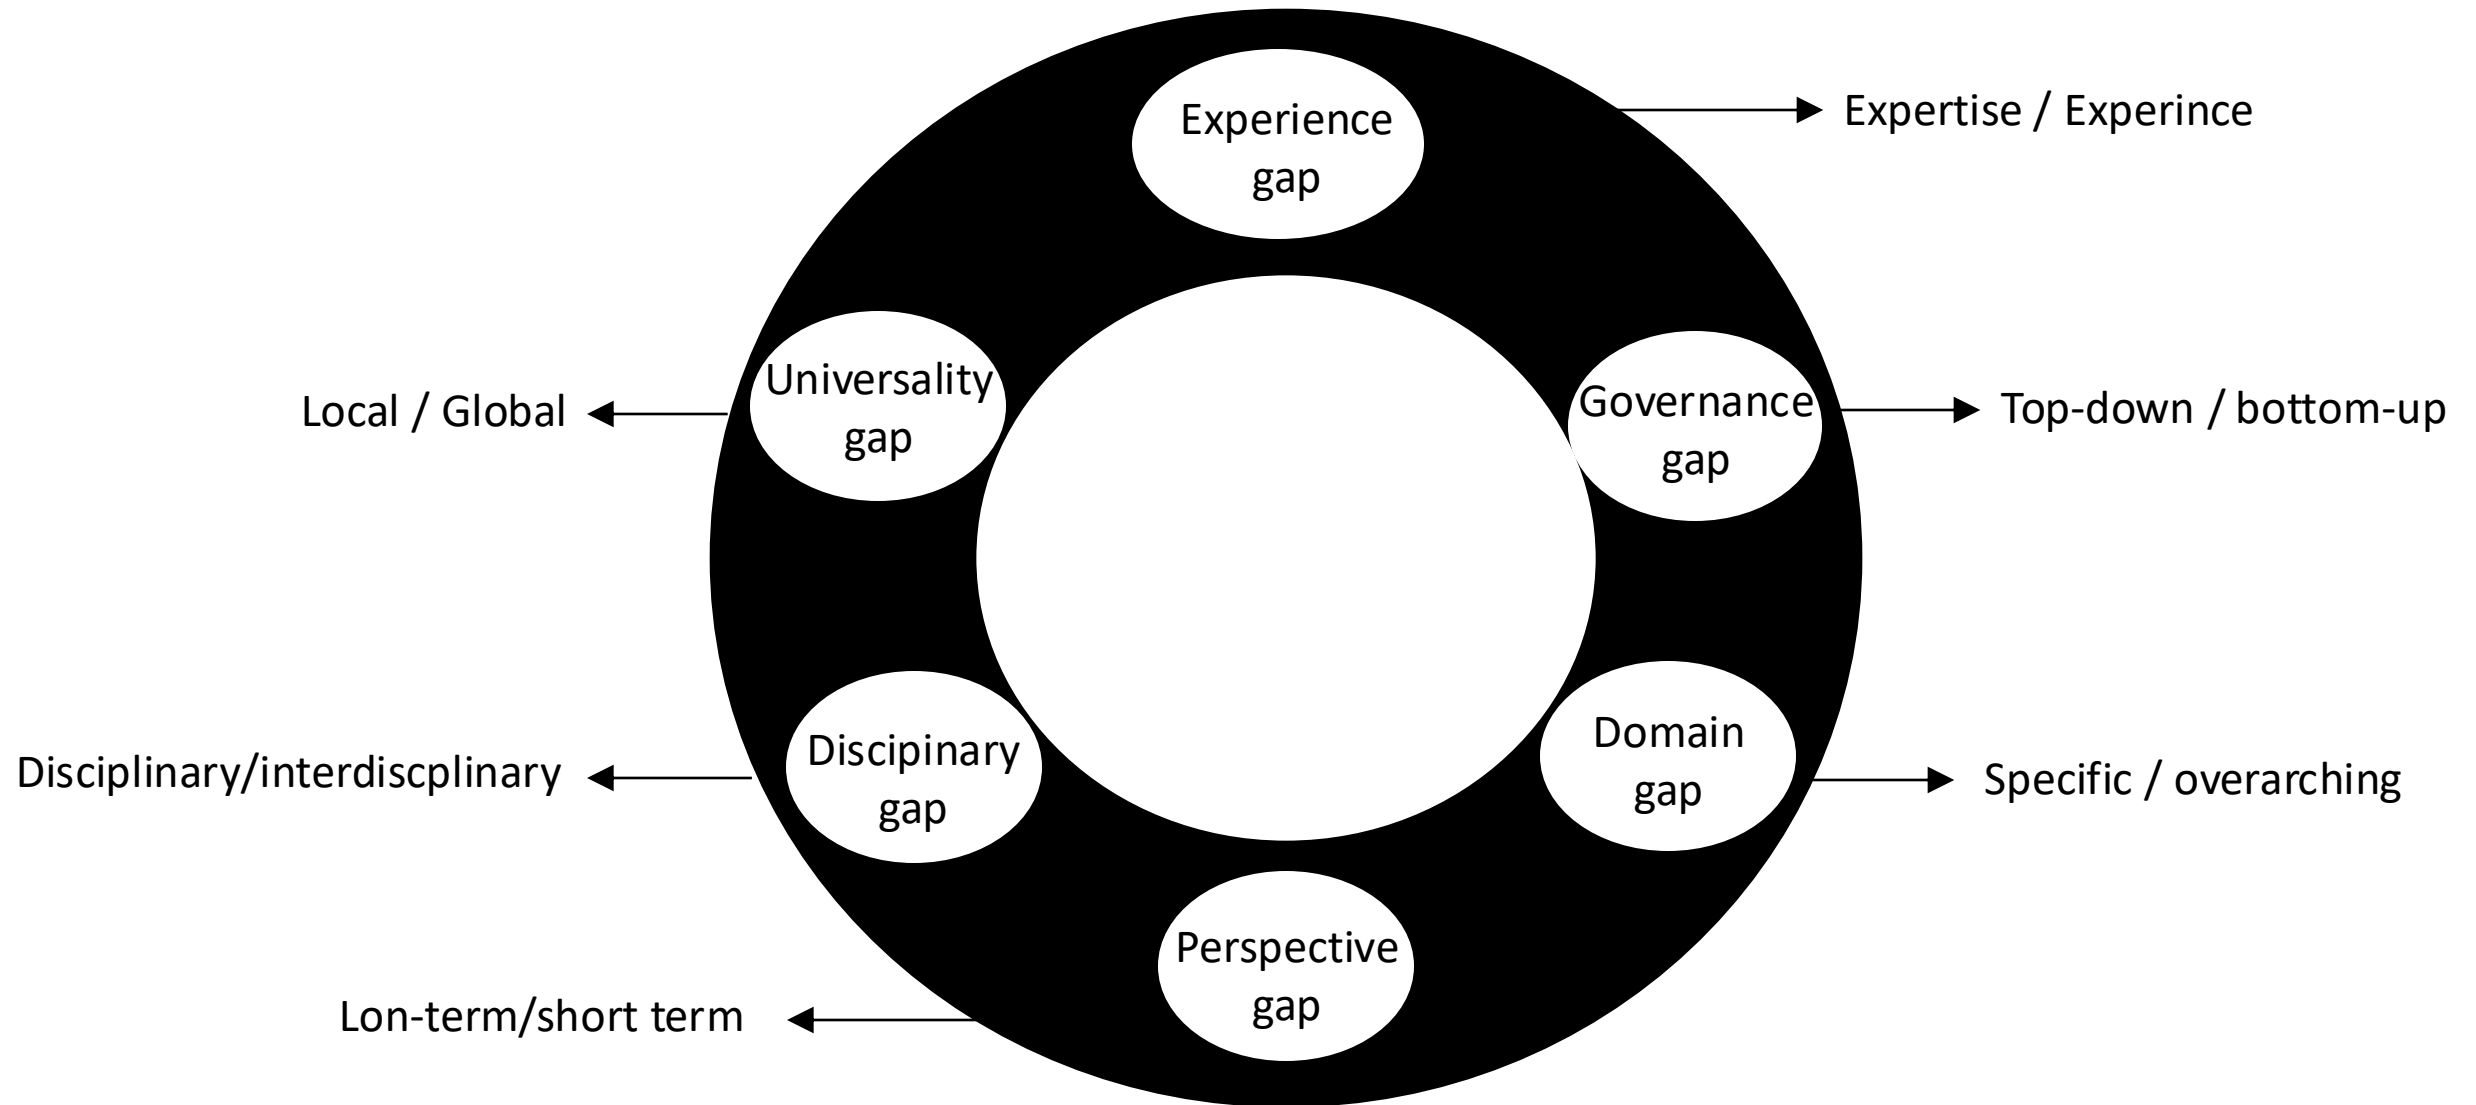 Experience
gap
Expertise / Experince
Universality
gap
Local / Global
Governance
gap
Top-down / bottom-up
Discipinary
gap
Disciplinary/interdiscplinary
Domain
gap
Specific / overarching
Perspective
gap
Lon-term/short term